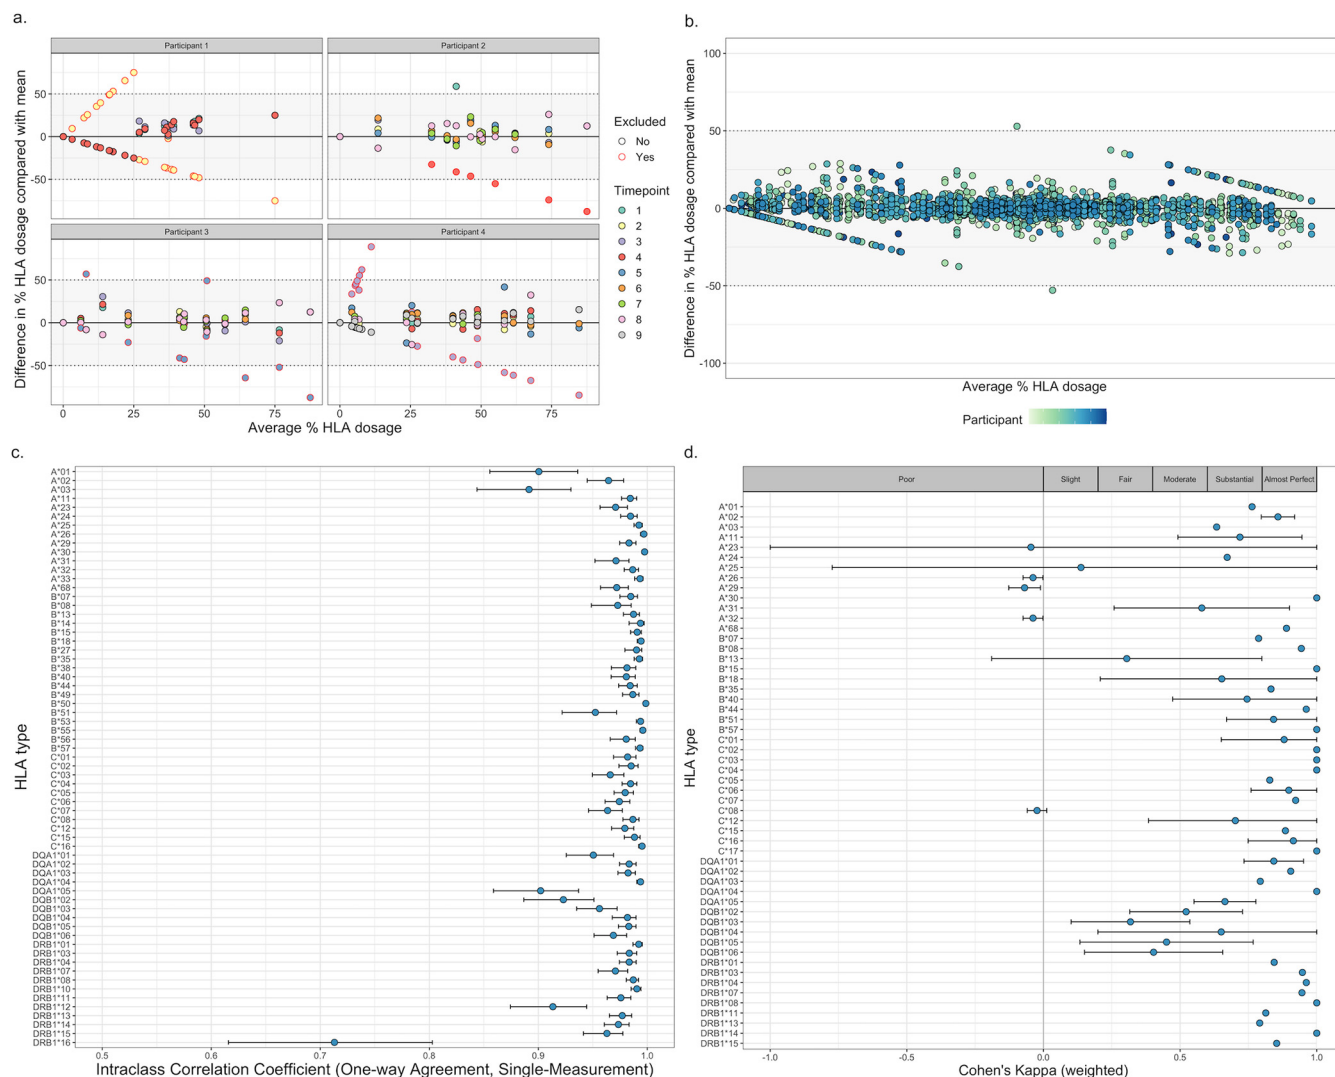 a.
Participant 1
Participant 2
50
0
-50
Participant 3
Participant 4
50
0
-50
0
25
50
75
0
25
50
75
Difference in % HLA dosage compared with mean
Average % HLA dosage
Excluded
No
Yes
Timepoint
1
2
3
4
5
6
7
8
9
b.
100
50
0
-50
-100
Difference in % HLA dosage compared with mean
Average % HLA dosage
Participant
c.
A*01
A*02
A*03
A*11
A*23
A*24
A*25
A*26
A*29
A*30
A*31
A*32
A*33
A*68
B*07
B*08
B*13
B*14
B*15
B*18
B*27
B*35
B*38
B*40
B*44
B*49
B*50
B*51
B*53
B*55
B*56
B*57
C*01
C*02
C*03
C*04
C*05
C*06
C*07
C*08
C*12
C*15
C*16
DQA1*01
DQA1*02
DQA1*03
DQA1*04
DQA1*05
DQB1*02
DQB1*03
DQB1*04
DQB1*05
DQB1*06
DRB1*01
DRB1*03
DRB1*04
DRB1*07
DRB1*08
DRB1*10
DRB1*11
DRB1*12
DRB1*13
DRB1*14
DRB1*15
DRB1*16
HLA type
0.5
0.6
0.7
0.8
0.9
1.0
Intraclass Correlation Coefficient (One-way Agreement, Single-Measurement)
d.
Poor
Slight
Fair
Moderate
Substantial
Almost Perfect
A*01
A*02
A*03
A*11
A*23
A*24
A*25
A*26
A*29
A*30
A*31
A*32
A*68
B*07
B*08
B*13
B*15
B*18
B*35
B*40
B*44
B*51
B*57
C*01
C*02
C*03
C*04
C*05
C*06
C*07
C*08
C*12
C*15
C*16
C*17
DQA1*01
DQA1*02
DQA1*03
DQA1*04
DQA1*05
DQB1*02
DQB1*03
DQB1*04
DQB1*05
DQB1*06
DRB1*01
DRB1*03
DRB1*04
DRB1*07
DRB1*08
DRB1*11
DRB1*13
DRB1*14
DRB1*15
HLA type
-1.0
-0.5
0.0
0.5
1.0
Cohen's Kappa (weighted)